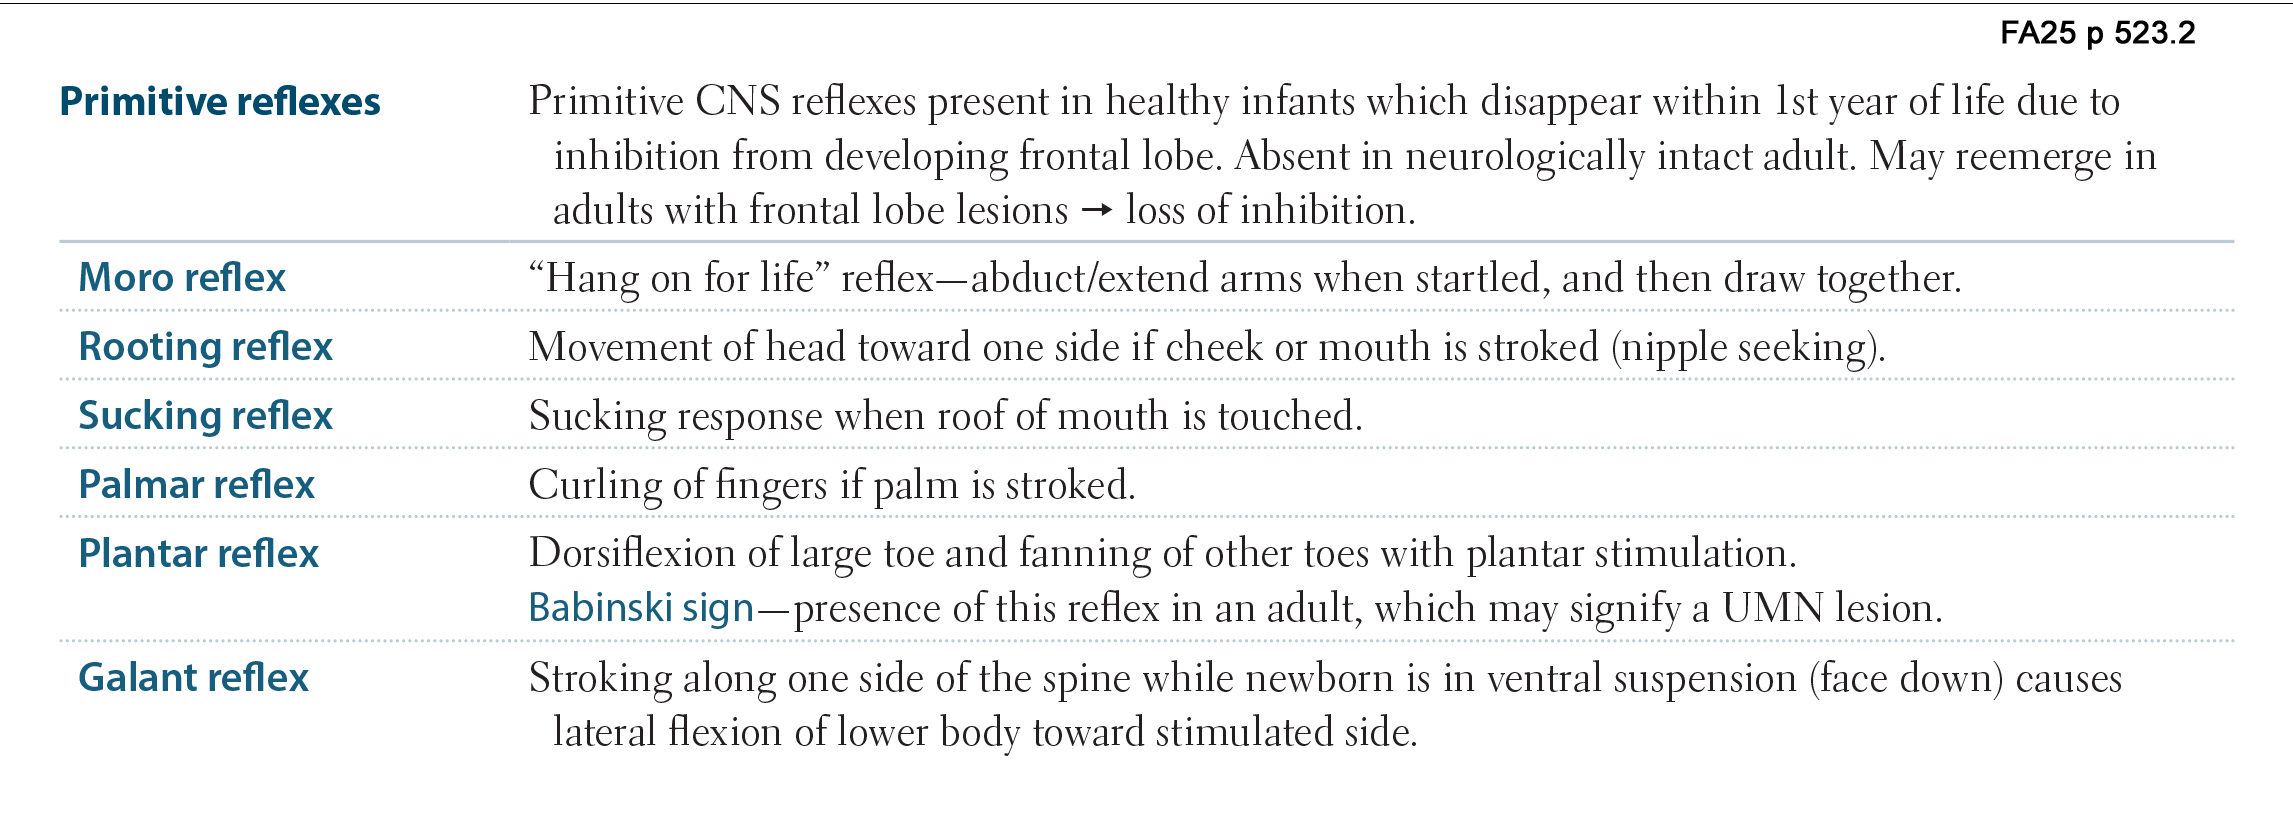 FA25 p 523.2
Primitive reflexes Primitive CNS reflexes present in healthy infants which disappear within 1st year of life due to
inhibition from developing frontal lobe. Absent in neurologically intact adult. May reemerge in
adults with frontal lobe lesions → loss of inhibition.
Moro reflex “Hang on for life” reflex—abduct/extend arms when startled, and then draw together.
Rooting reflex Movement of head toward one side if cheek or mouth is stroked (nipple seeking).
Sucking reflex Sucking response when roof of mouth is touched.
Palmar reflex Curling of fingers if palm is stroked.
Plantar reflex Dorsiflexion of large toe and fanning of other toes with plantar stimulation.
Babinski sign—presence of this reflex in an adult, which may signify a UMN lesion.
Galant reflex Stroking along one side of the spine while newborn is in ventral suspension (face down) causes
lateral flexion of lower body toward stimulated side.